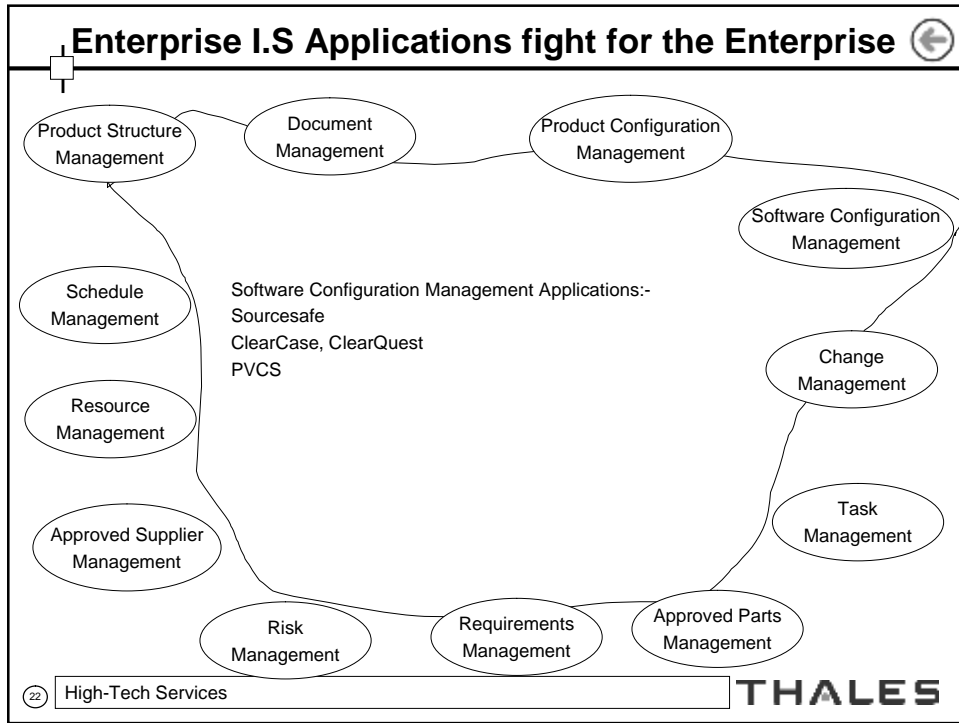 Enterprise I.S Applications fight for the Enterprise
Product Structure
Management
Document
Management
Product Configuration
Management
Software Configuration
Management
Schedule
Management
Software Configuration Management Applications:-
Sourcesafe
ClearCase, ClearQuest
PVCS
Change
Management
Resource
Management
Task
Management
Approved Supplier
Management
Risk
Management
Requirements
Management
Approved Parts
Management
22
High-Tech Services
THALES